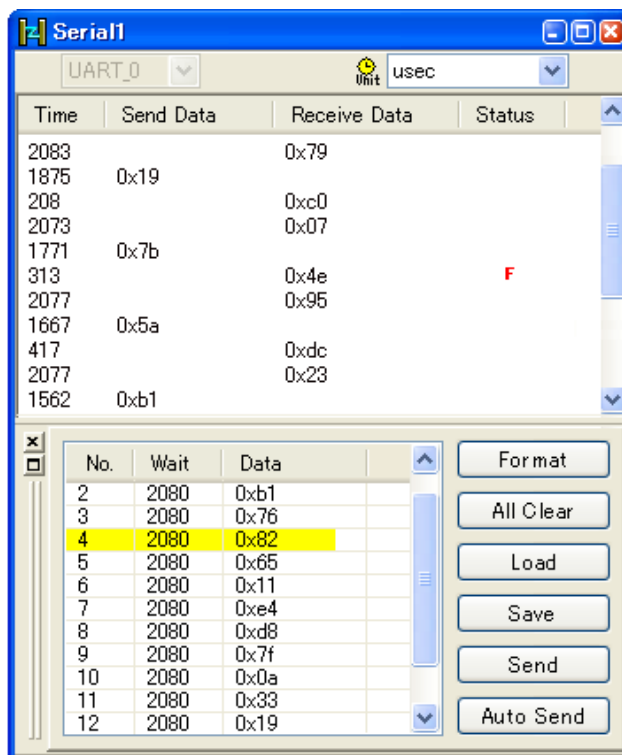 Serial1
UART_0 Unit usec
Time Send Data Receive Data Status
2083 0x79
1875 0x19
208 0xc0
2073 0x07
1771 0x7b
313 0x4e F
2077 0x95
1667 0x5a
417 0xdc
2077 0x23
1562 0xb1
No. Wait Data
2 2080 0xb1
3 2080 0x76
4 2080 0x82
5 2080 0x65
6 2080 0x11
7 2080 0xe4
8 2080 0xd8
9 2080 0x7f
10 2080 0x0a
11 2080 0x33
12 2080 0x19
Format
All Clear
Load
Save
Send
Auto Send